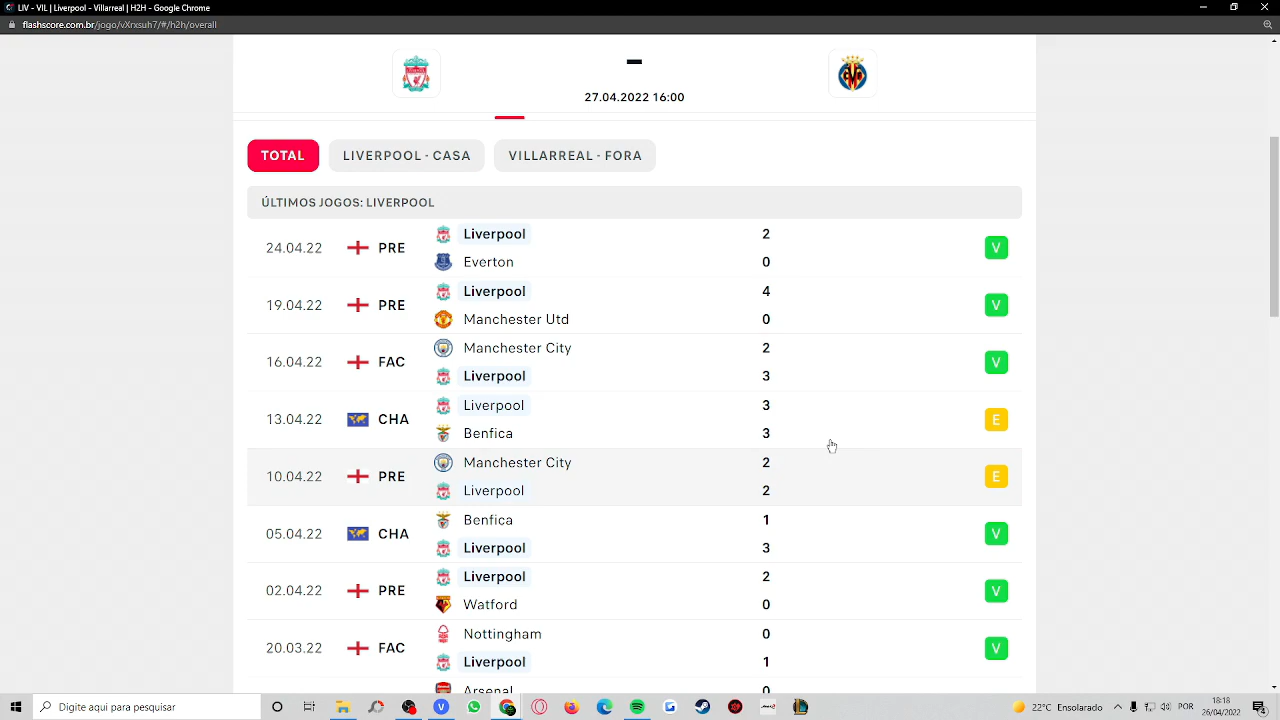 LIV - VIL | Liverpool - Villarreal | H2H - Google Chrome
flashscore.com.br/jogo/vXrxsuh7/#/h2h/overall
27.04.2022 16:00
TOTAL
LIVERPOOL - CASA
VILLARREAL - FORA
ÚLTIMOS JOGOS: LIVERPOOL
24.04.22 PRE Liverpool 2 V
Everton 0
19.04.22 PRE Liverpool 4 V
Manchester Utd 0
16.04.22 FAC Manchester City 2 V
Liverpool 3
13.04.22 CHA Liverpool 3 E
Benfica 3
10.04.22 PRE Manchester City 2 E
Liverpool 2
05.04.22 CHA Benfica 1 V
Liverpool 3
02.04.22 PRE Liverpool 2 V
Watford 0
20.03.22 FAC Nottingham 0 V
Liverpool 1
Arsenal 0
Digite aqui para pesquisar
22°C Ensolarado
POR
18:18
26/04/2022